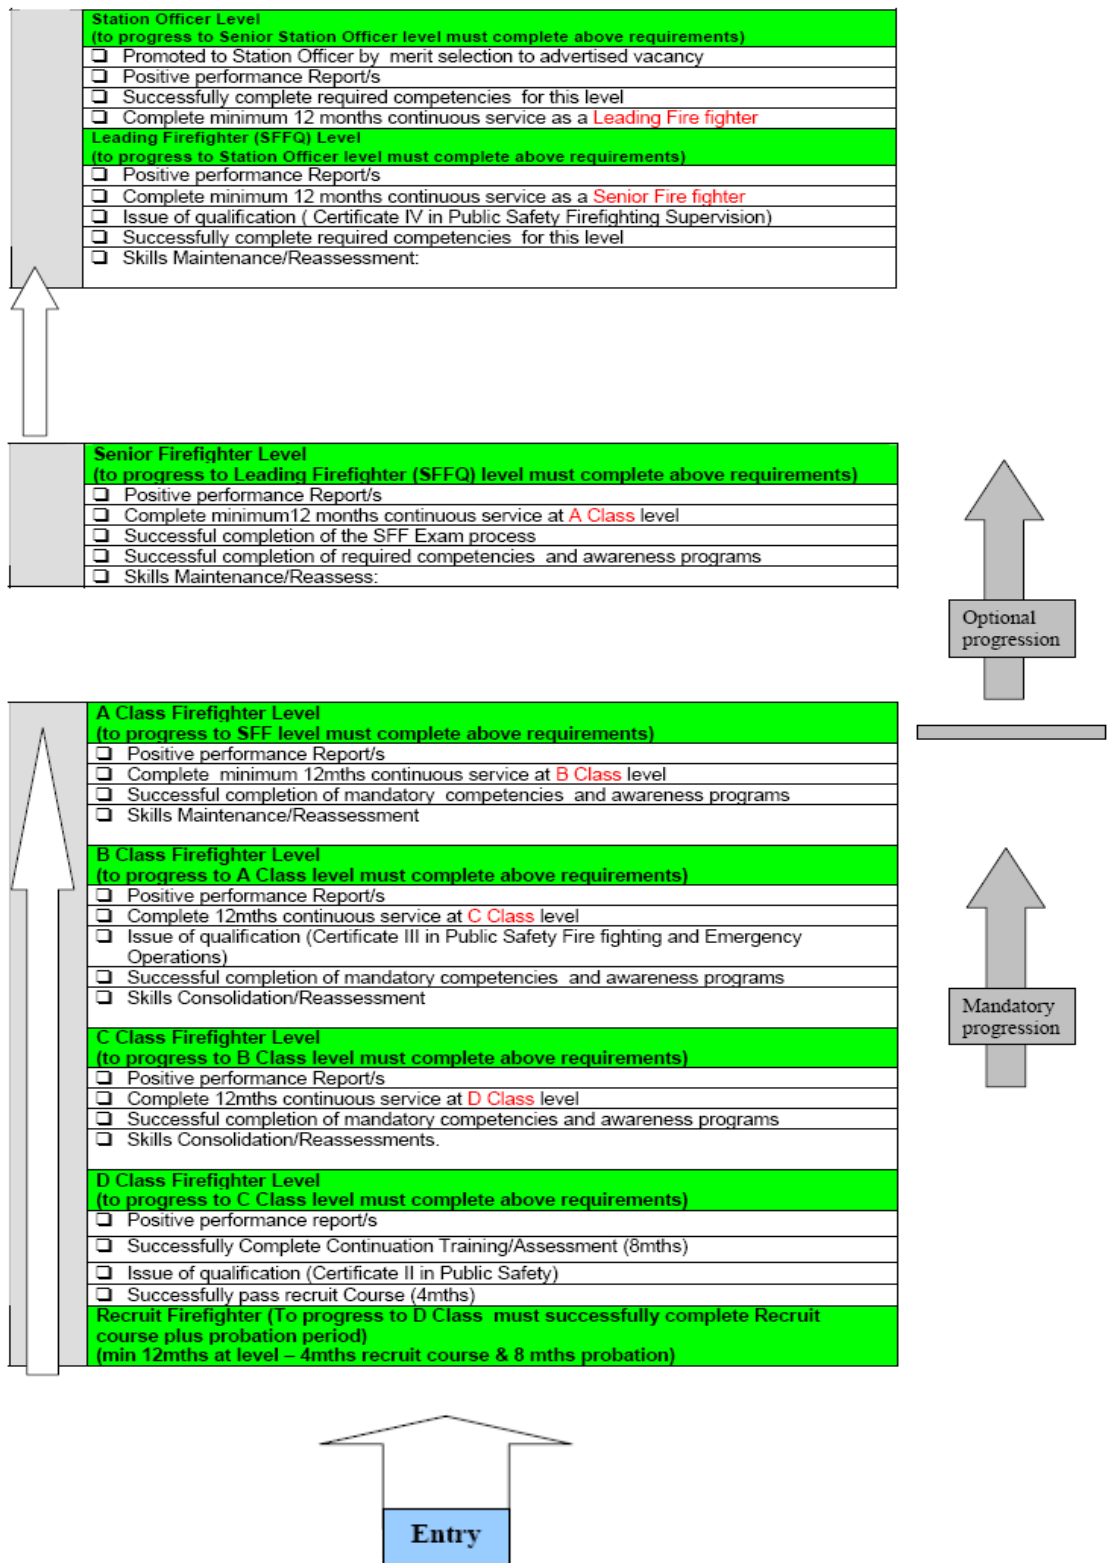 Station Officer Level
(to progress to Senior Station Officer level must complete above requirements)
❑ Promoted to Station Officer by merit selection to advertised vacancy
❑ Positive performance Report/s
❑ Successfully complete required competencies for this level
❑ Complete minimum 12 months continuous service as a Leading Fire fighter
Leading Firefighter (SFFQ) Level
(to progress to Station Officer level must complete above requirements)
❑ Positive performance Report/s
❑ Complete minimum 12 months continuous service as a Senior Fire fighter
❑ Issue of qualification ( Certificate IV in Public Safety Firefighting Supervision)
❑ Successfully complete required competencies for this level
❑ Skills Maintenance/Reassessment:
Senior Firefighter Level
(to progress to Leading Firefighter (SFFQ) level must complete above requirements)
❑ Positive performance Report/s
❑ Complete minimum12 months continuous service at A Class level
❑ Successful completion of the SFF Exam process
❑ Successful completion of required competencies and awareness programs
❑ Skills Maintenance/Reassess:
Optional
progression
A Class Firefighter Level
(to progress to SFF level must complete above requirements)
❑ Positive performance Report/s
❑ Complete minimum 12mths continuous service at B Class level
❑ Successful completion of mandatory competencies and awareness programs
❑ Skills Maintenance/Reassessment
B Class Firefighter Level
(to progress to A Class level must complete above requirements)
❑ Positive performance Report/s
❑ Complete 12mths continuous service at C Class level
❑ Issue of qualification (Certificate III in Public Safety Fire fighting and Emergency
Operations)
❑ Successful completion of mandatory competencies and awareness programs
❑ Skills Consolidation/Reassessment
Mandatory
progression
C Class Firefighter Level
(to progress to B Class level must complete above requirements)
❑ Positive performance Report/s
❑ Complete 12mths continuous service at D Class level
❑ Successful completion of mandatory competencies and awareness programs
❑ Skills Consolidation/Reassessments.
D Class Firefighter Level
(to progress to C Class level must complete above requirements)
❑ Positive performance report/s
❑ Successfully Complete Continuation Training/Assessment (8mths)
❑ Issue of qualification (Certificate II in Public Safety)
❑ Successfully pass recruit Course (4mths)
Recruit Firefighter (To progress to D Class must successfully complete Recruit
course plus probation period)
(min 12mths at level – 4mths recruit course & 8 mths probation)
Entry